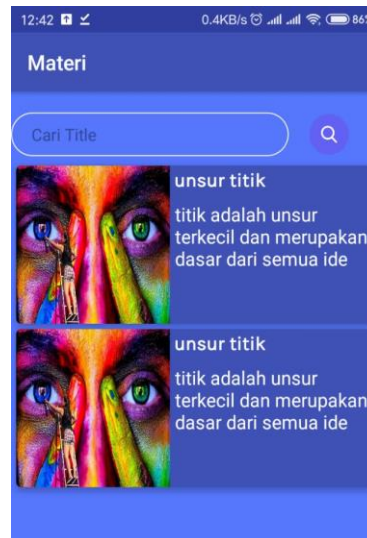 12:42 0.4KB/s 86%
Materi
Cari Title
unsur titik
titik adalah unsur
terkecil dan merupakan
dasar dari semua ide
unsur titik
titik adalah unsur
terkecil dan merupakan
dasar dari semua ide